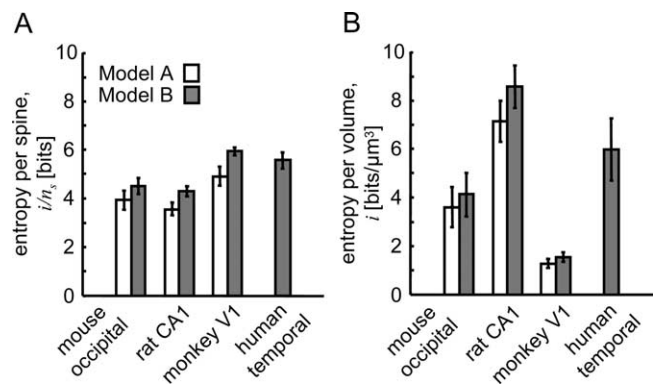 A
entropy per spine,
i/nₛ [bits]
10
8
6
4
2
0
Model A
Model B
mouse
occipital
rat CA1
monkey V1
human
temporal
B
entropy per volume,
i [bits/µm³]
10
8
6
4
2
0
mouse
occipital
rat CA1
monkey V1
human
temporal